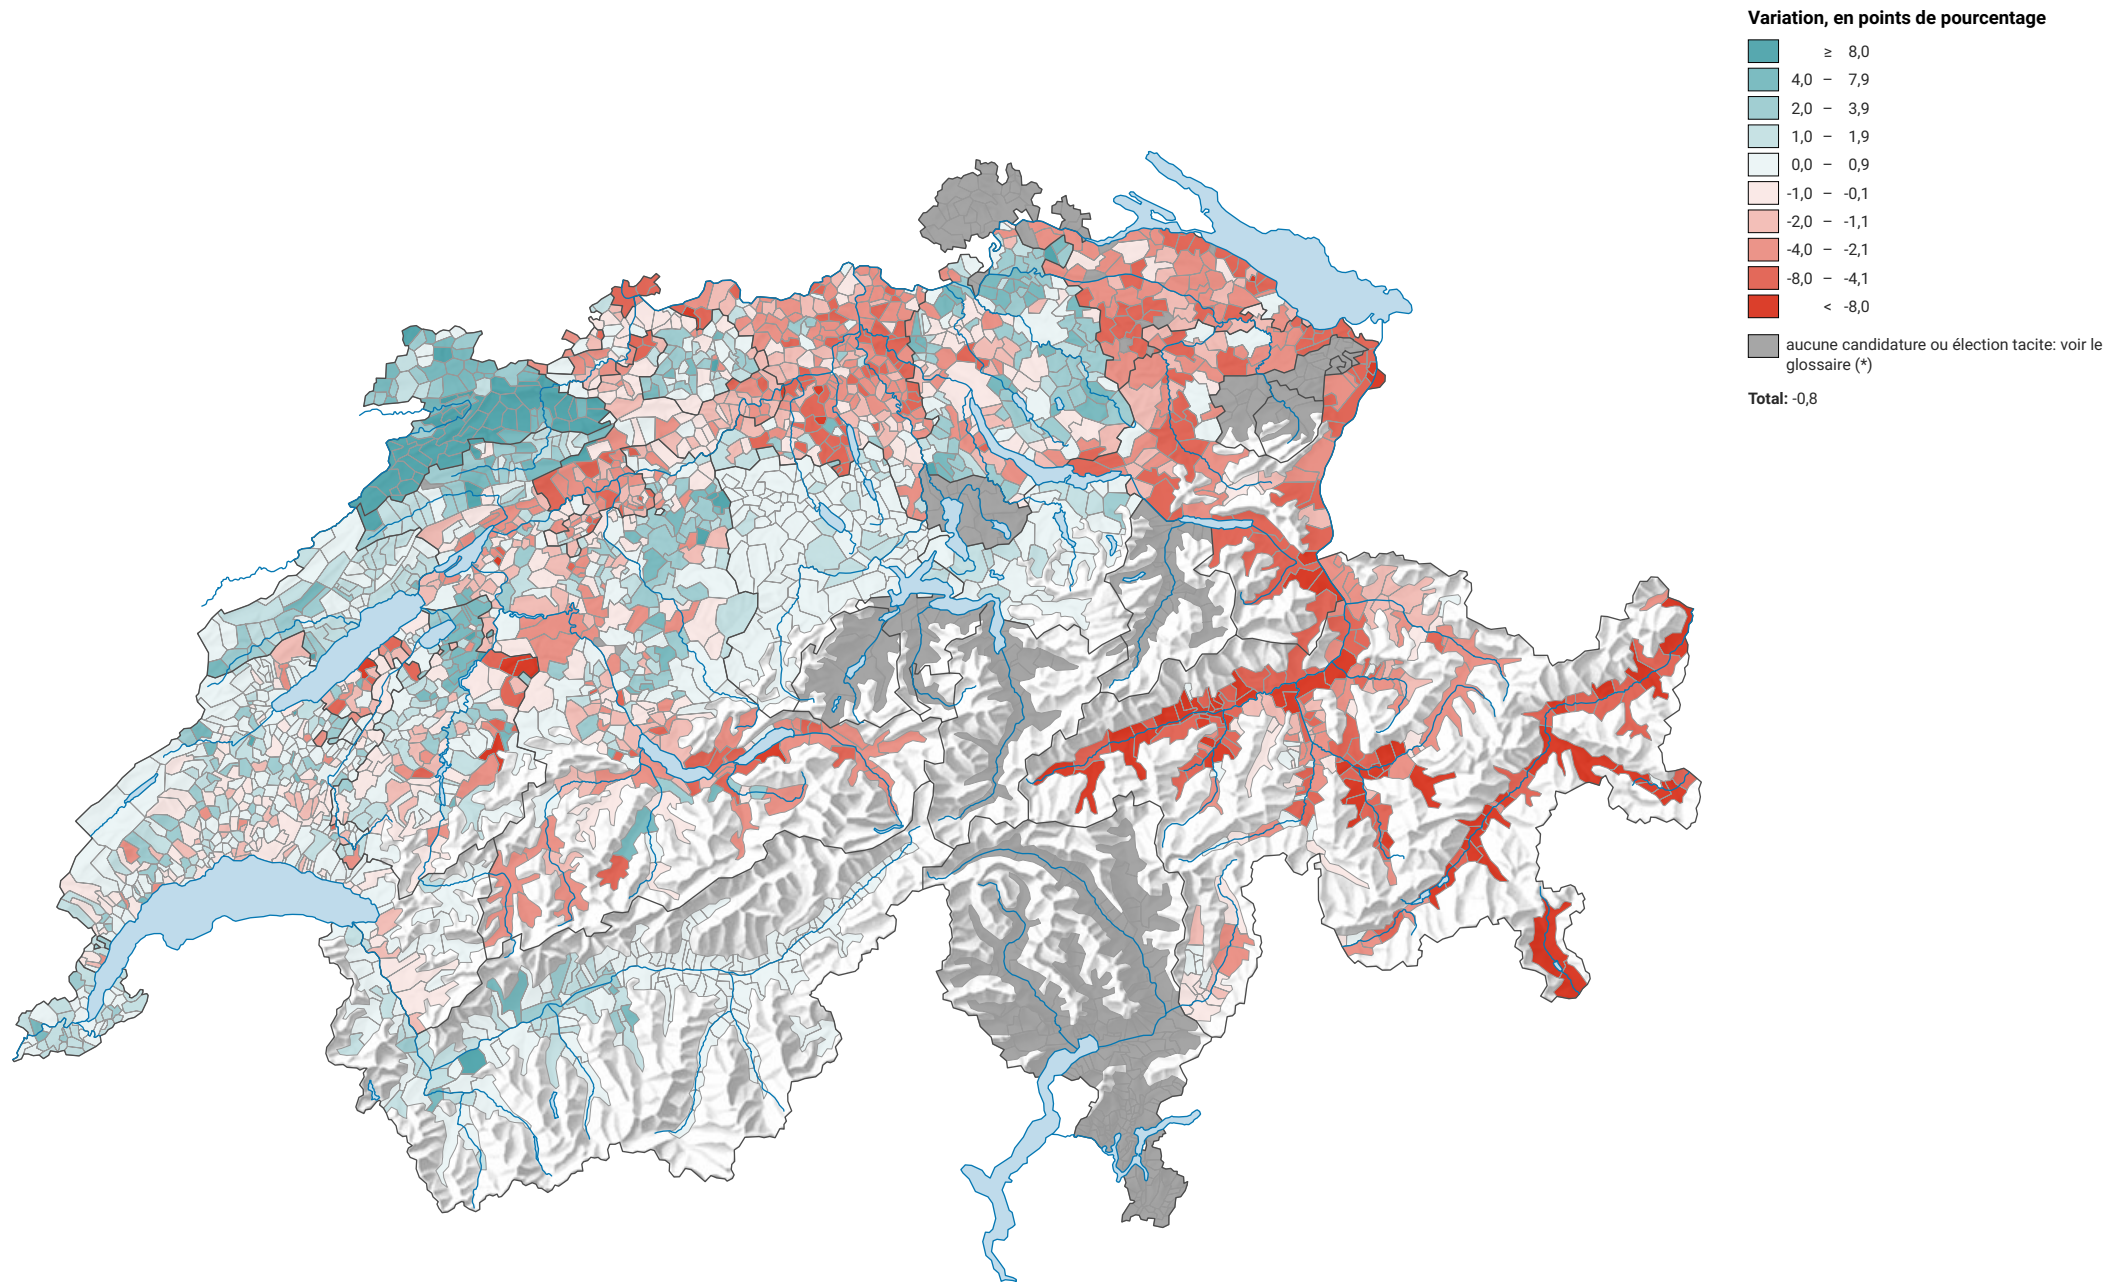 Variation, en points de pourcentage
≥ 8,0
4,0 – 7,9
2,0 – 3,9
1,0 – 1,9
0,0 – 0,9
-1,0 – -0,1
-2,0 – -1,1
-4,0 – -2,1
-8,0 – -4,1
< -8,0
aucune candidature ou élection tacite: voir le
glossaire (*)
Total: -0,8